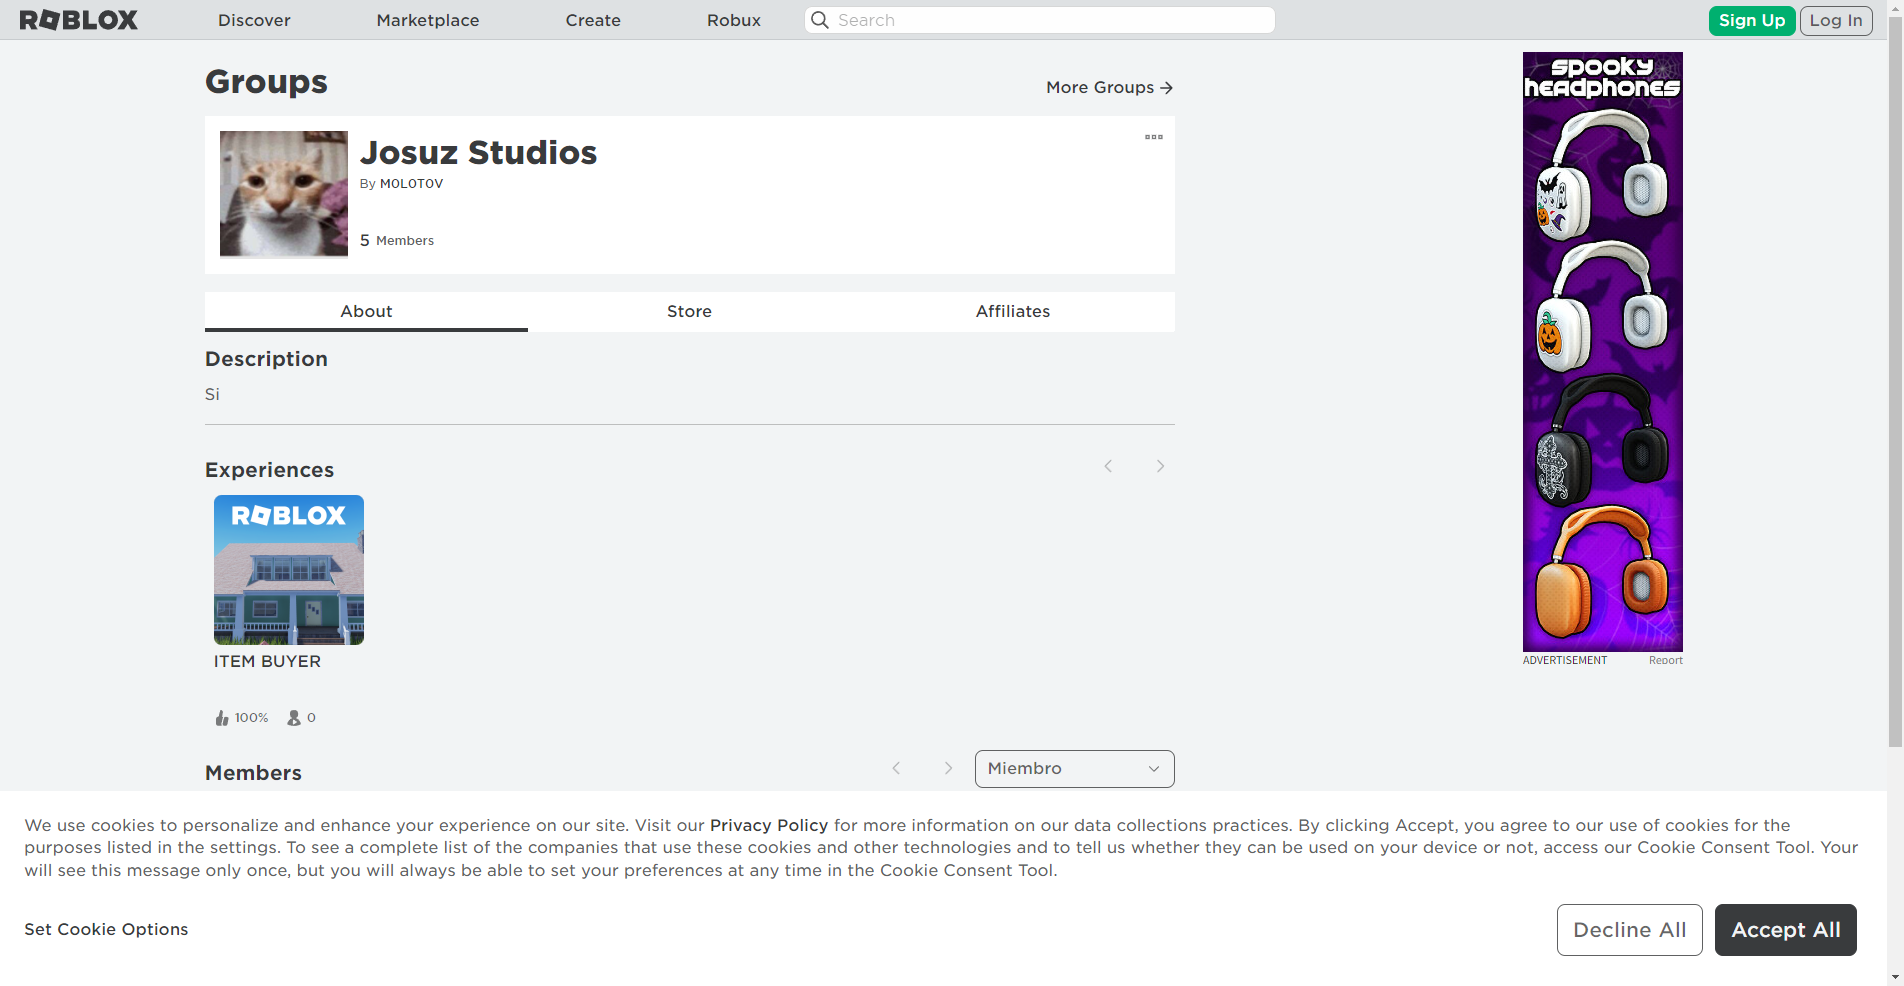 ROBLOX
Discover
Marketplace
Create
Robux
Search
Sign Up
Log In
Groups
More Groups
Josuz Studios
By MOLOTOV
5 Members
About
Store
Affiliates
Description
Si
Experiences
ROBLOX
ITEM BUYER
100%
0
Members
Miembro
SPOOKY
HEADPHONES
ADVERTISEMENT
Report
We use cookies to personalize and enhance your experience on our site. Visit our Privacy Policy for more information on our data collections practices. By clicking Accept, you agree to our use of cookies for the
purposes listed in the settings. To see a complete list of the companies that use these cookies and other technologies and to tell us whether they can be used on your device or not, access our Cookie Consent Tool. Your
will see this message only once, but you will always be able to set your preferences at any time in the Cookie Consent Tool.
Set Cookie Options
Decline All
Accept All